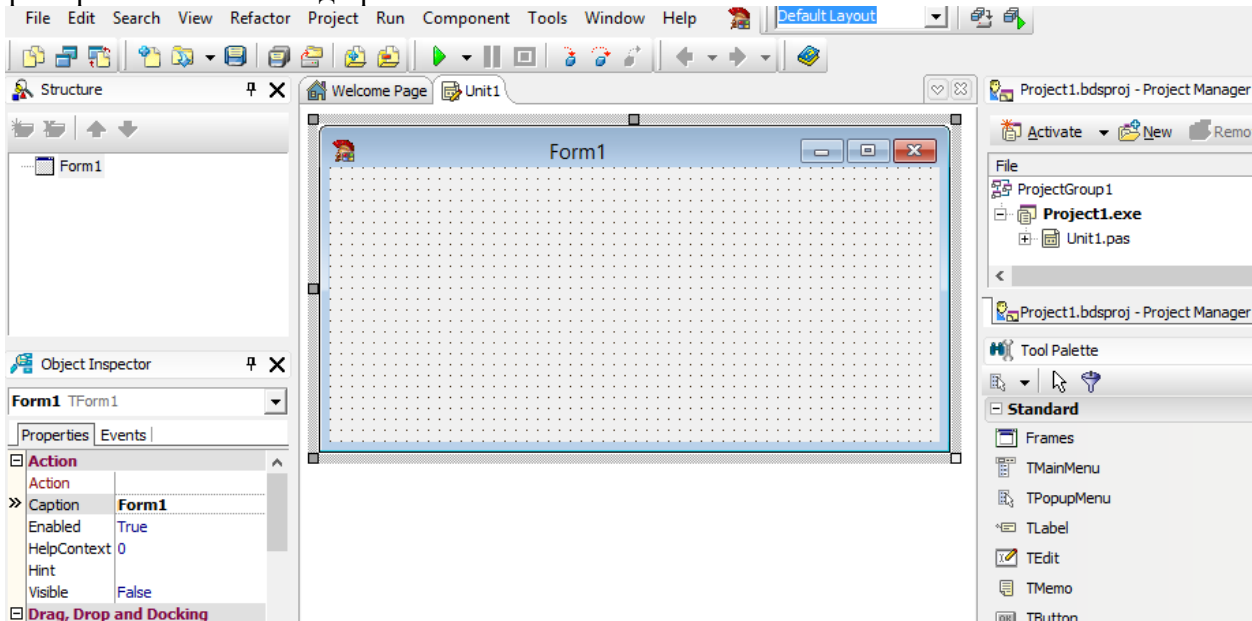 File Edit Search View Refactor Project Run Component Tools Window Help Default Layout
Structure
Welcome Page Unit1
Project1.bdsproj - Project Manager
Form1
Form1
Activate New Remo
File
ProjectGroup1
Project1.exe
Unit1.pas
Project1.bdsproj - Project Manager
Object Inspector
Form1 TForm1
Properties Events
Action
Action
Caption Form1
Enabled True
HelpContext 0
Hint
Visible False
Drag, Drop and Docking
Tool Palette
Standard
Frames
TMainMenu
TPopupMenu
TLabel
TEdit
TMemo
TButton